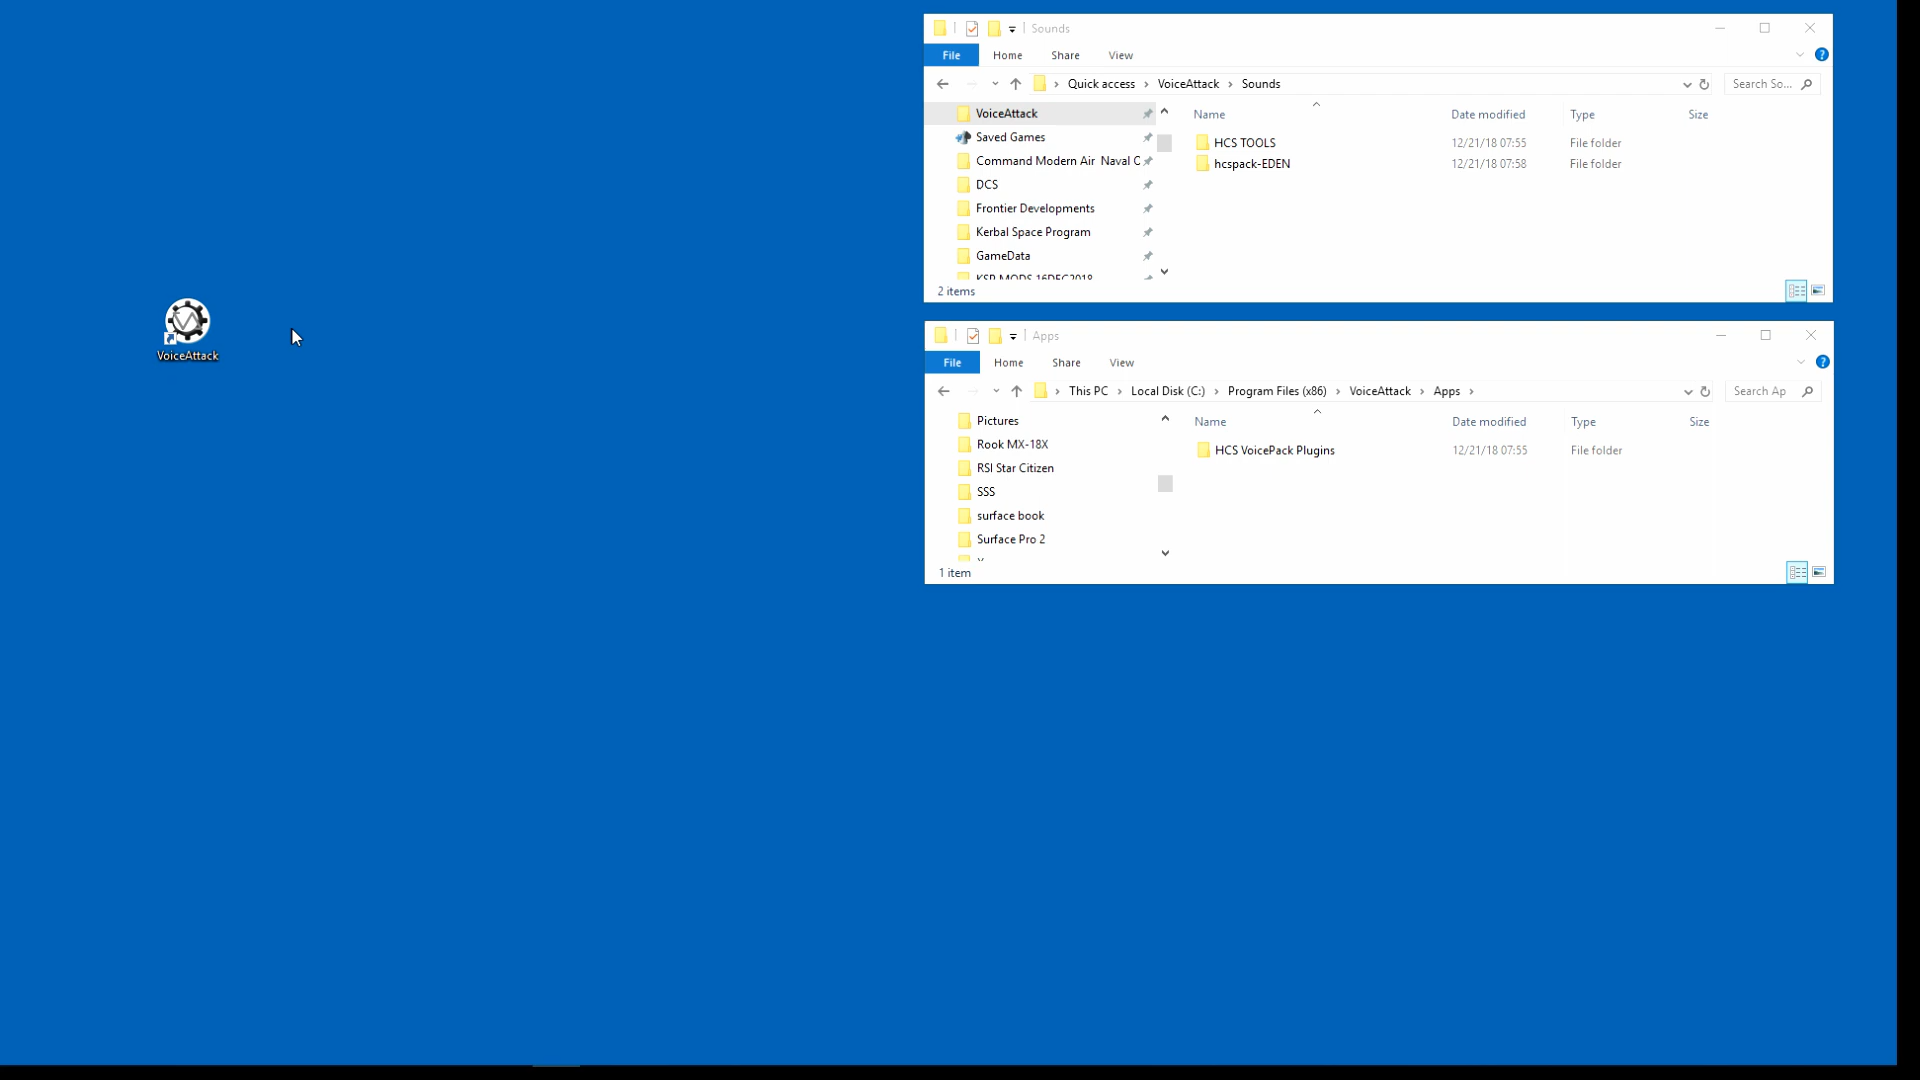 VoiceAttack
Sounds
File Home Share View
Quick access VoiceAttack Sounds Search So...
VoiceAttack
Saved Games
Command Modern Air Naval O
DCS
Frontier Developments
Kerbal Space Program
GameData
KSP MODS 16DEC2018
Name Date modified Type Size
HCS TOOLS 12/21/18 07:55 File folder
hcspack-EDEN 12/21/18 07:58 File folder
2 items
Apps
File Home Share View
This PC Local Disk (C:) Program Files (x86) VoiceAttack Apps Search Ap
Pictures
Rook MX-18X
RSI Star Citizen
SSS
surface book
Surface Pro 2
Name Date modified Type Size
HCS VoicePack Plugins 12/21/18 07:55 File folder
1 item